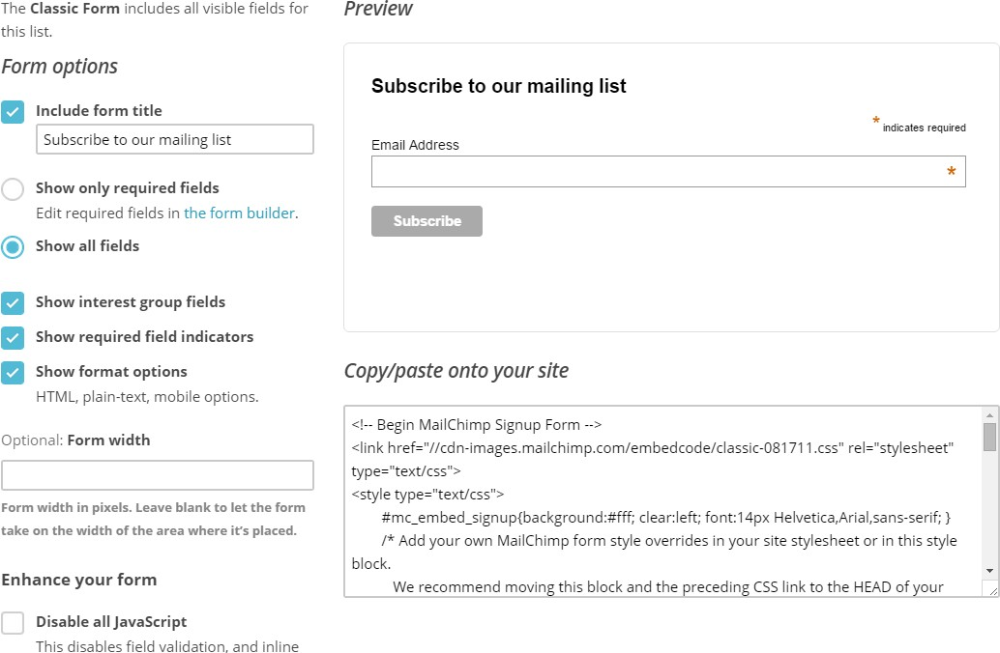 The Classic Form includes all visible fields for
this list.
Form options
Include form title
Subscribe to our mailing list
Show only required fields
Edit required fields in the form builder.
Show all fields
Show interest group fields
Show required field indicators
Show format options
HTML, plain-text, mobile options.
Optional: Form width
Form width in pixels. Leave blank to let the form
take on the width of the area where it’s placed.
Enhance your form
Disable all JavaScript
This disables field validation, and inline
Preview
Subscribe to our mailing list
* indicates required
Email Address
*
Subscribe
Copy/paste onto your site
<!-- Begin MailChimp Signup Form -->
<link href="//cdn-images.mailchimp.com/embedcode/classic-081711.css" rel="stylesheet"
type="text/css">
<style type="text/css">
#mc_embed_signup{background:#fff; clear:left; font:14px Helvetica,Arial,sans-serif; }
/* Add your own MailChimp form style overrides in your site stylesheet or in this style
block.
We recommend moving this block and the preceding CSS link to the HEAD of your